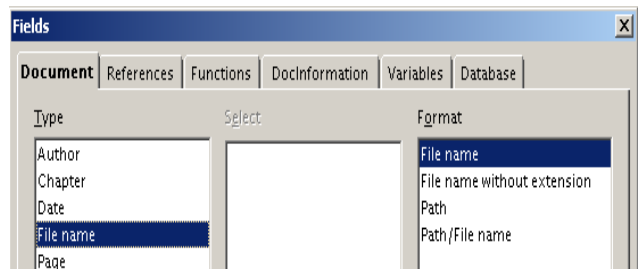 Fields
Document References Functions DocInformation Variables Database
Type Select Format
Author
Chapter
Date
File name
Page
File name
File name without extension
Path
Path/File name